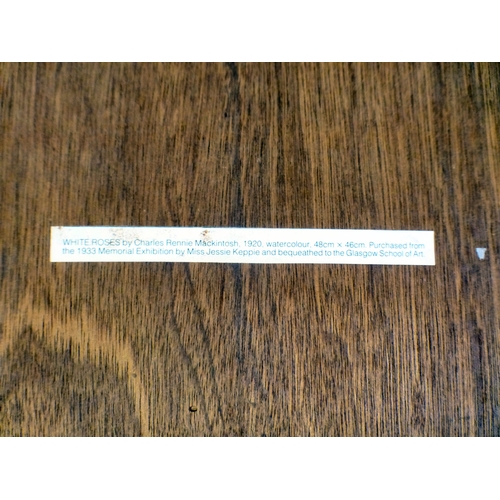 WHITE ROSES by Charles Rennie Mackintosh, 1920, watercolour, 48cm × 46cm. Purchased from
the 1933 Memorial Exhibition by Miss Jessie Keppie and bequeathed to the Glasgow School of Art.